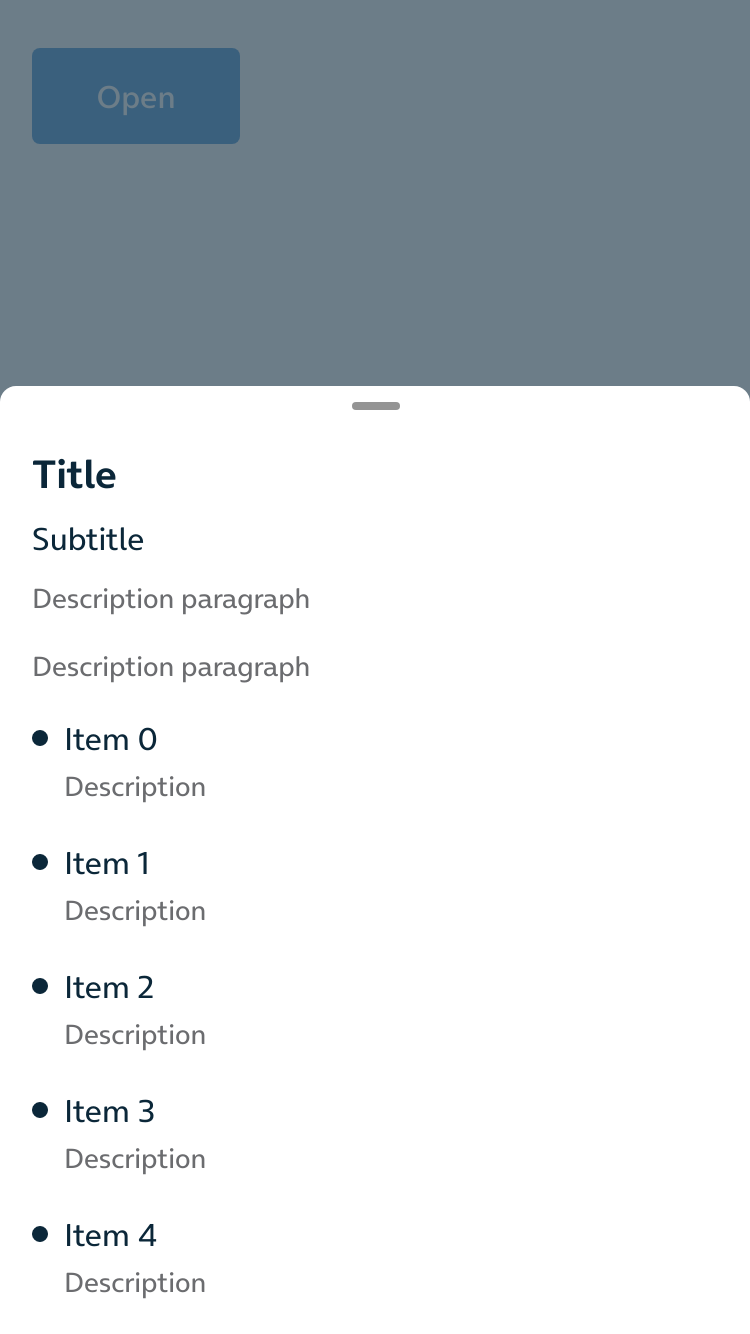 Open
Title
Subtitle
Description paragraph
Description paragraph
Item 0
Description
Item 1
Description
Item 2
Description
Item 3
Description
Item 4
Description